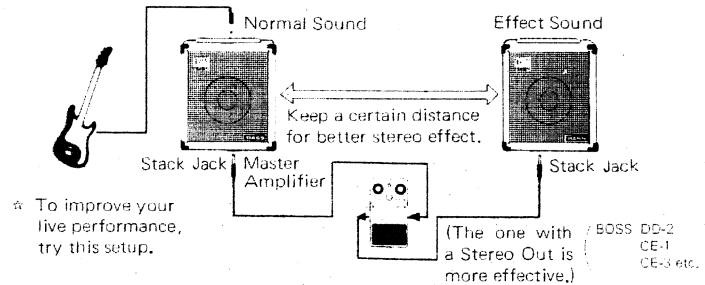 Normal Sound
Effect Sound
Keep a certain distance
for better stereo effect.
Stack Jack
Master
Amplifier
Stack Jack
☆ To improve your
live performance,
try this setup.
(The one with
a Stereo Out is
more effective.)
BOSS DD-2
CE-1
CE-3 etc.